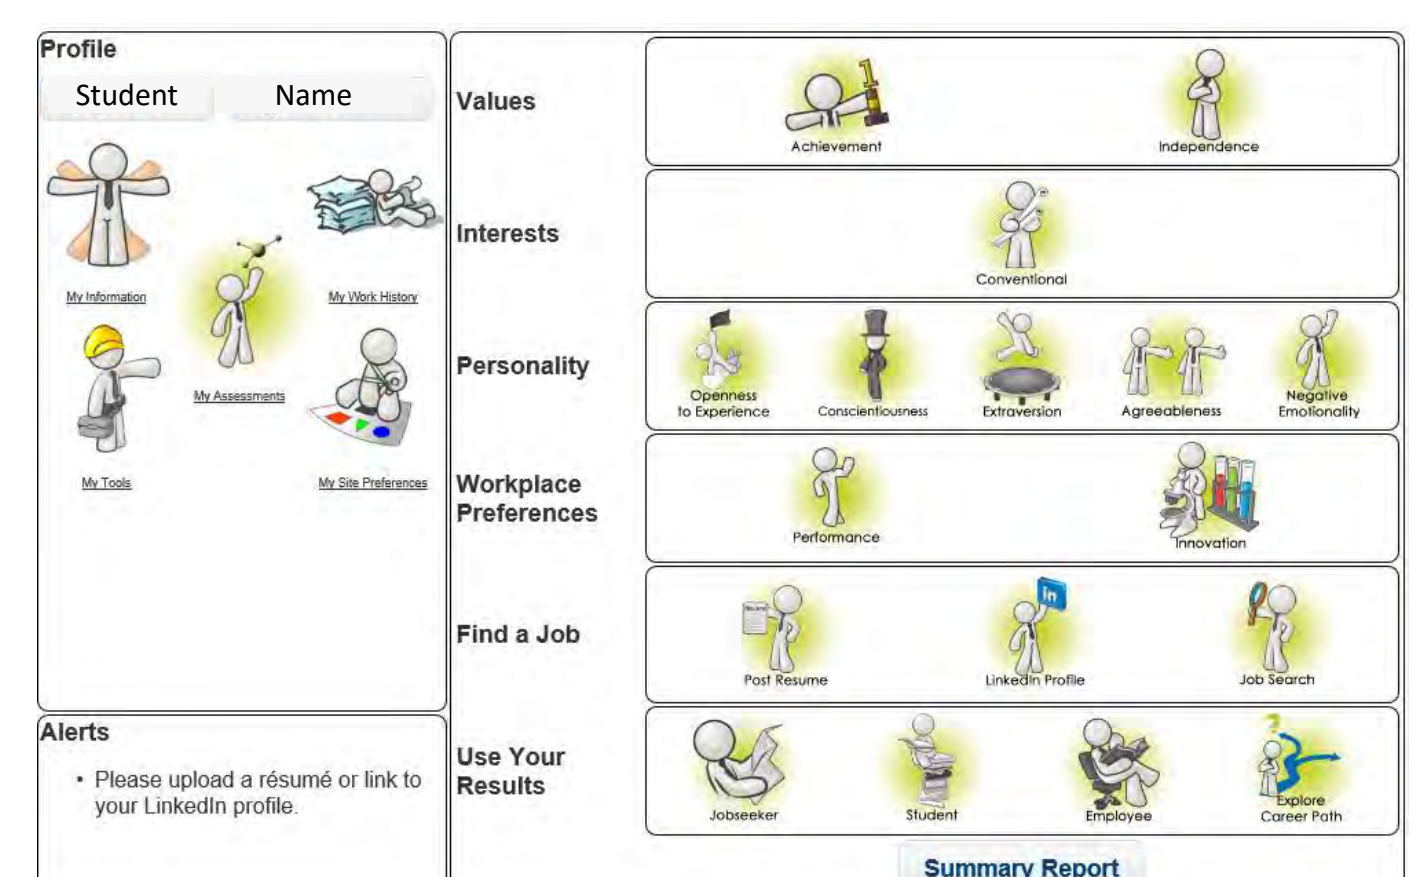 Profile
Student Name
My Information
My Work History
My Assessments
My Tools
My Site Preferences
Alerts
• Please upload a résumé or link to
your LinkedIn profile.
Values
Achievement
Independence
Interests
Conventional
Personality
Openness
to Experience
Conscientiousness
Extraversion
Agreeableness
Negative
Emotionality
Workplace
Preferences
Performance
Innovation
Find a Job
Post Resume
in
LinkedIn Profile
Job Search
Use Your
Results
Jobseeker
Student
Employee
Explore
Career Path
Summary Report